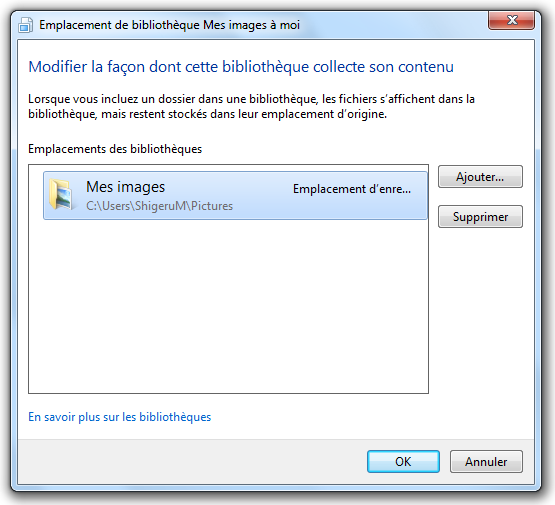 Emplacement de bibliothèque Mes images à moi
Modifier la façon dont cette bibliothèque collecte son contenu
Lorsque vous incluez un dossier dans une bibliothèque, les fichiers s'affichent dans la
bibliothèque, mais restent stockés dans leur emplacement d'origine.
Emplacements des bibliothèques
Mes images
Emplacement d'enre...
C:\Users\ShigeruM\Pictures
Ajouter...
Supprimer
En savoir plus sur les bibliothèques
OK
Annuler